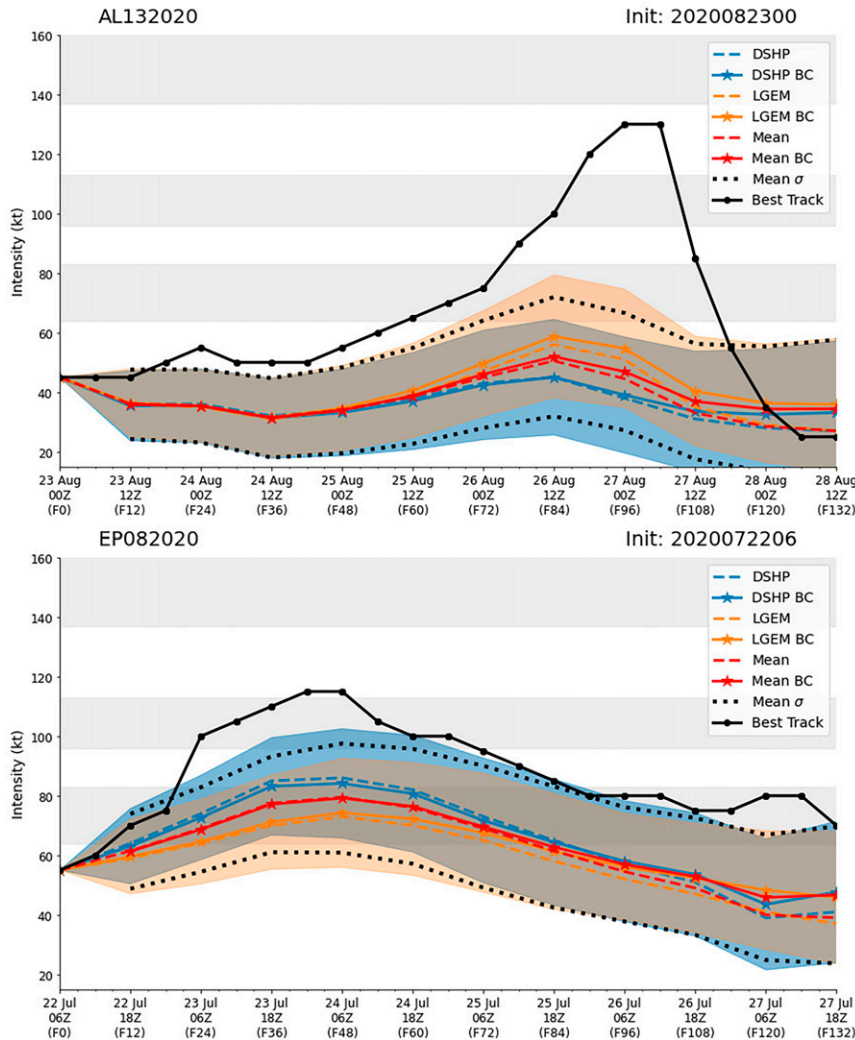 AL132020 Init: 2020082300
160
140
120
100
80
60
40
20
Intensity (kt)
DSHP
DSHP BC
LGEM
LGEM BC
Mean
Mean BC
Mean σ
Best Track
23 Aug 23 Aug 24 Aug 24 Aug 25 Aug 25 Aug 26 Aug 26 Aug 27 Aug 27 Aug 28 Aug 28 Aug
00Z 12Z 00Z 12Z 00Z 12Z 00Z 12Z 00Z 12Z 00Z 12Z
(F0) (F12) (F24) (F36) (F48) (F60) (F72) (F84) (F96) (F108) (F120) (F132)
EP082020 Init: 2020072206
160
140
120
100
80
60
40
20
Intensity (kt)
DSHP
DSHP BC
LGEM
LGEM BC
Mean
Mean BC
Mean σ
Best Track
22 Jul 22 Jul 23 Jul 23 Jul 24 Jul 24 Jul 25 Jul 25 Jul 26 Jul 26 Jul 27 Jul 27 Jul
06Z 18Z 06Z 18Z 06Z 18Z 06Z 18Z 06Z 18Z 06Z 18Z
(F0) (F12) (F24) (F36) (F48) (F60) (F72) (F84) (F96) (F108) (F120) (F132)